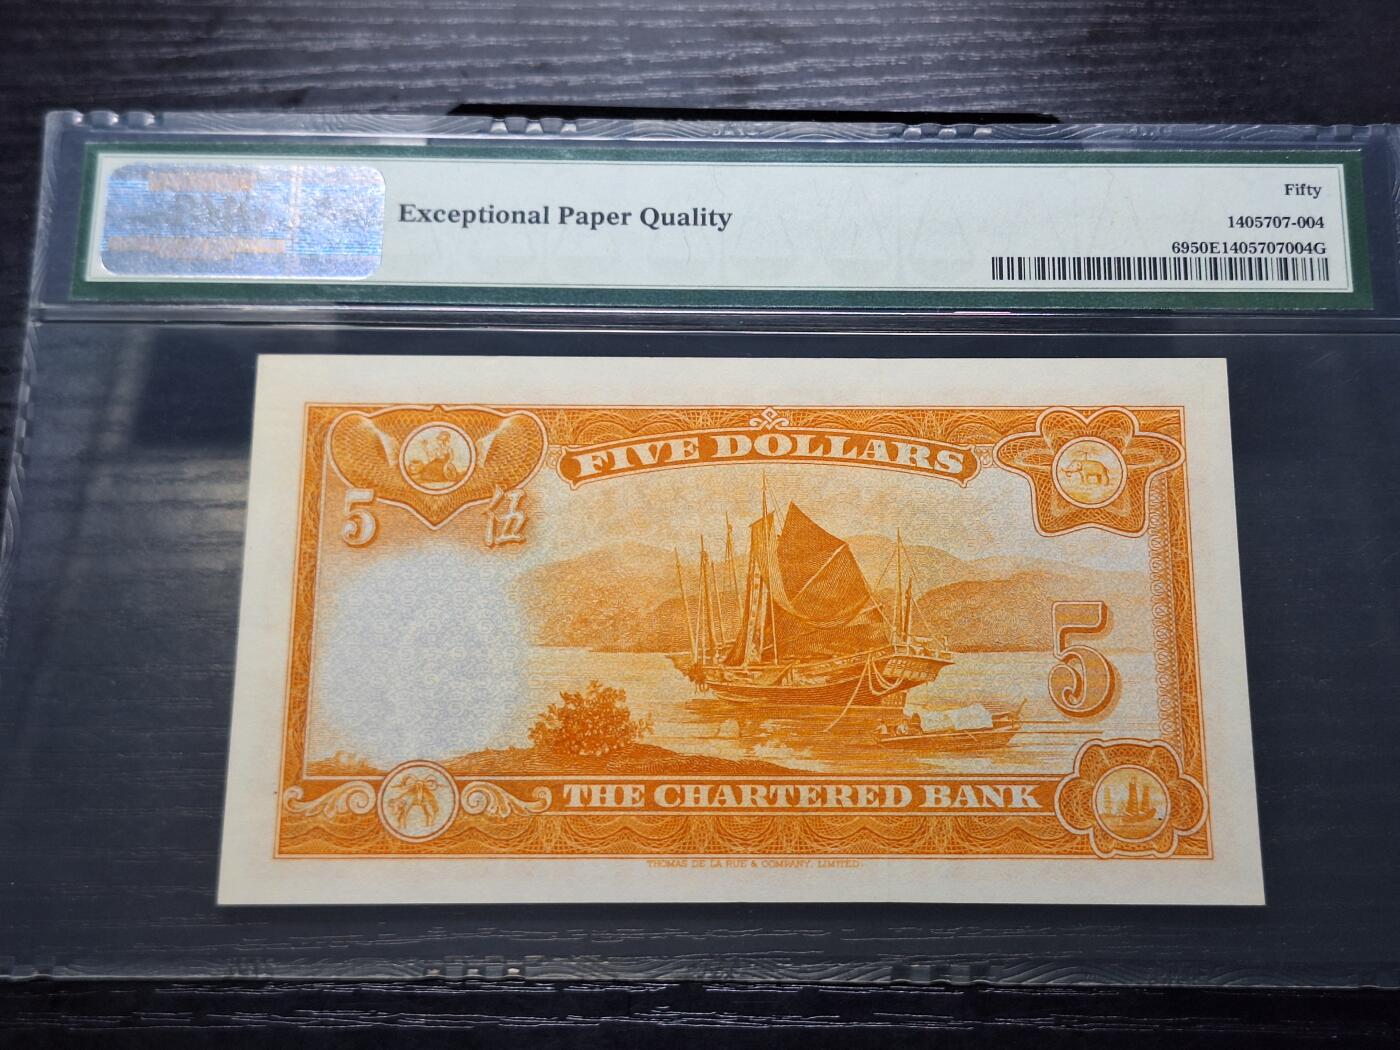 Exceptional Paper Quality
Fifty
1405707-004
6950E1405707004G
FIVE DOLLARS
5 伍
5
THE CHARTERED BANK
THOMAS DE LA RUE & COMPANY, LIMITED.